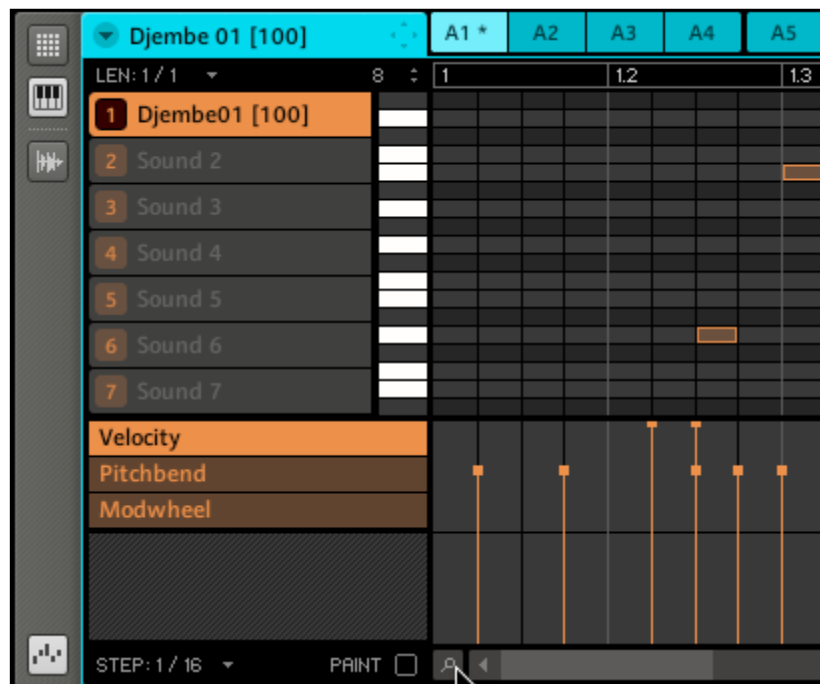 Djembe 01 [100]
A1 * A2 A3 A4 A5
LEN: 1 / 1 8 1 1.2 1.3
1 Djembe01 [100]
2 Sound 2
3 Sound 3
4 Sound 4
5 Sound 5
6 Sound 6
7 Sound 7
Velocity
Pitchbend
Modwheel
STEP: 1 / 16 PAINT